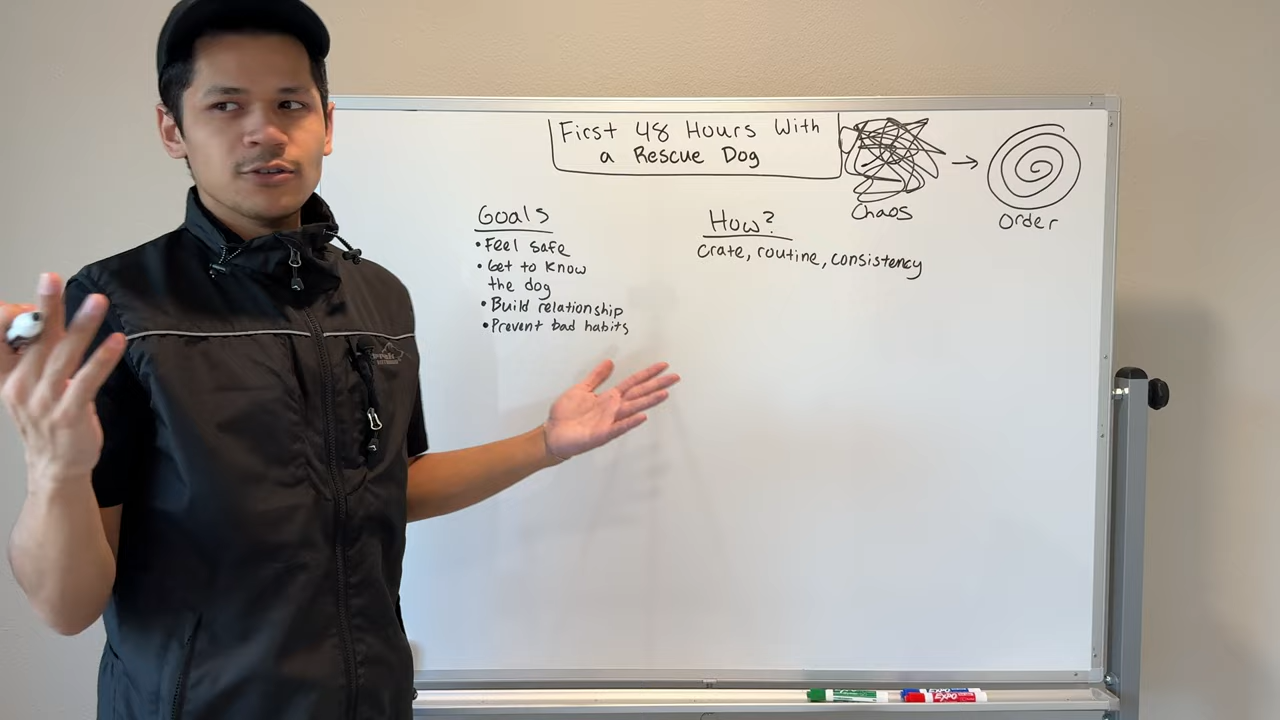 First 48 Hours With
a Rescue Dog
Chaos
Order
Goals
• Feel safe
• Get to know
the dog
• Build relationship
• Prevent bad habits
How?
Crate, routine, consistency